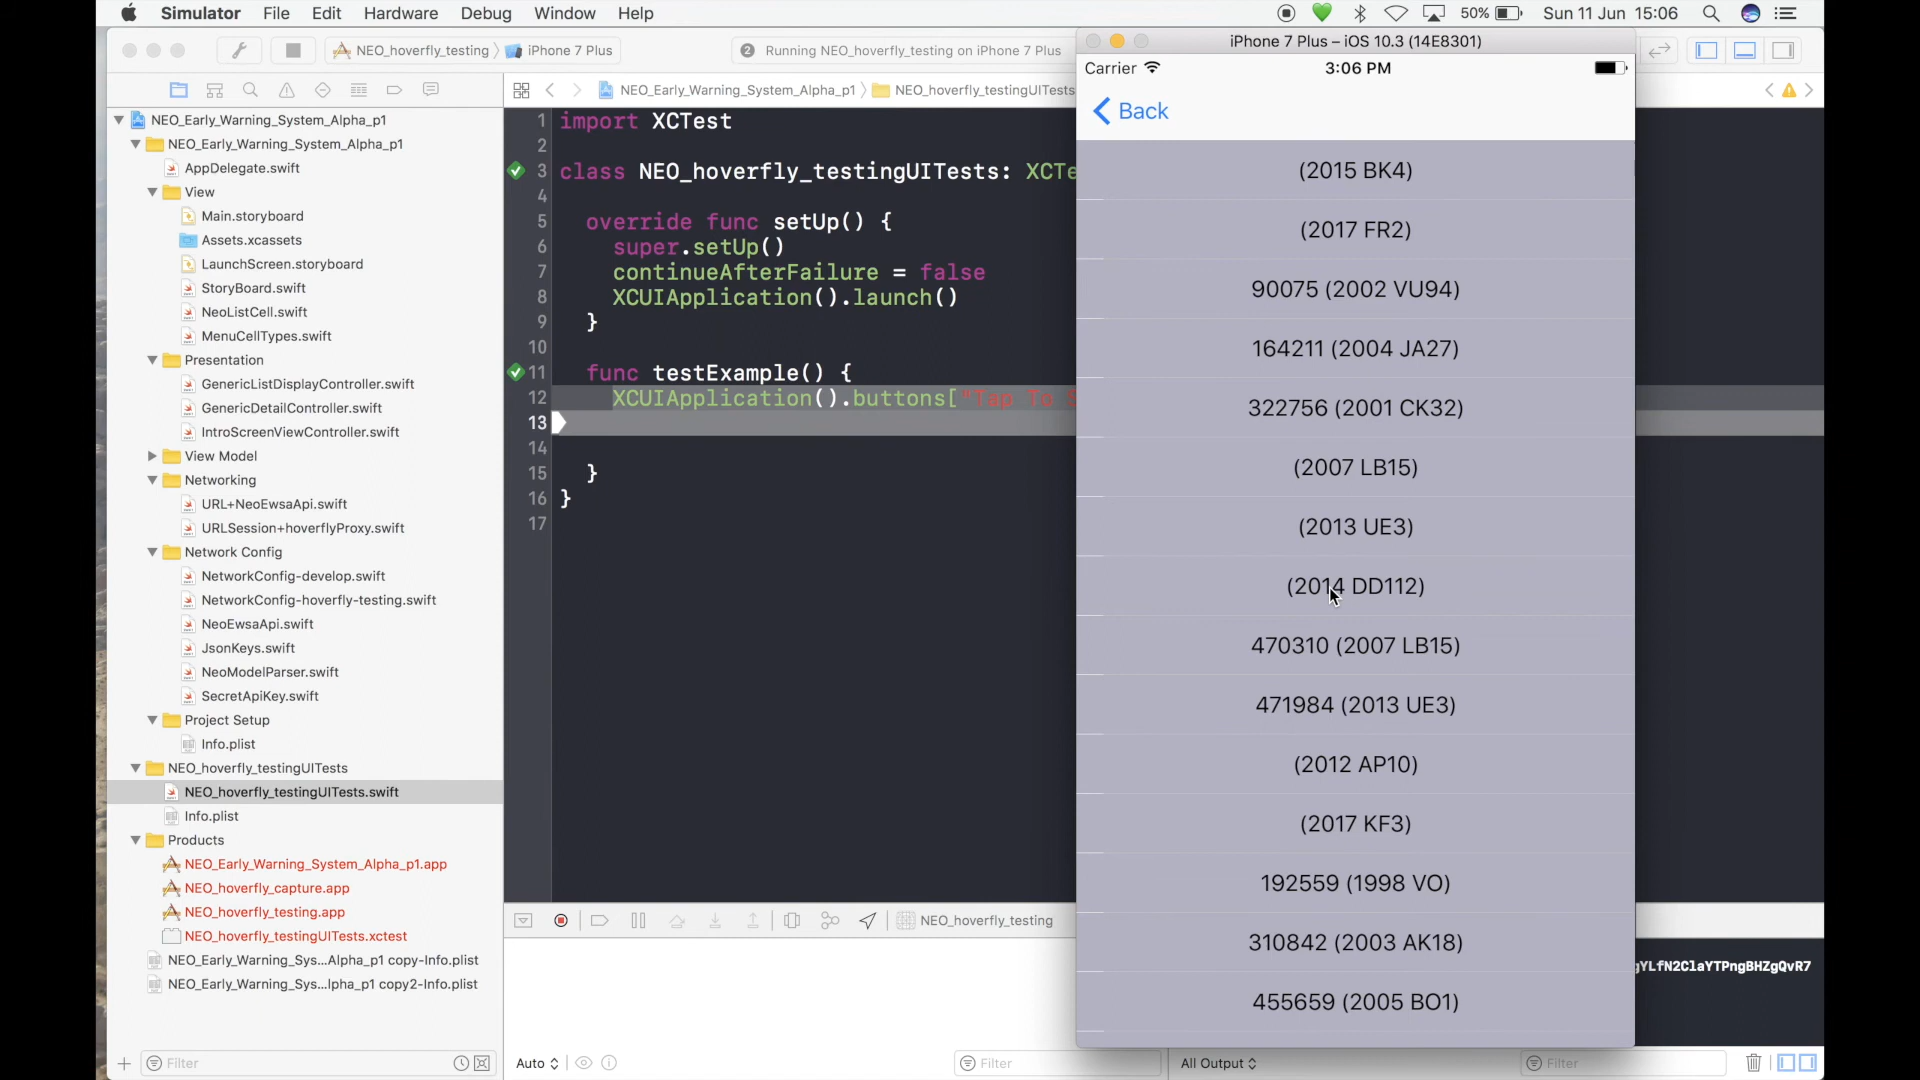 Simulator File Edit Hardware Debug Window Help
50% Sun 11 Jun 15:06
NEO_hoverfly_testing iPhone 7 Plus
2 Running NEO_hoverfly_testing on iPhone 7 Plus
NEO_Early_Warning_System_Alpha_p1 NEO_hoverfly_testingUITests
NEO_Early_Warning_System_Alpha_p1
NEO_Early_Warning_System_Alpha_p1
AppDelegate.swift
View
Main.storyboard
Assets.xcassets
LaunchScreen.storyboard
StoryBoard.swift
NeoListCell.swift
MenuCellTypes.swift
Presentation
GenericListDisplayController.swift
GenericDetailController.swift
IntroScreenViewController.swift
View Model
Networking
URL+NeoEwsaApi.swift
URLSession+hoverflyProxy.swift
Network Config
NetworkConfig-develop.swift
NetworkConfig-hoverfly-testing.swift
NeoEwsaApi.swift
JsonKeys.swift
NeoModelParser.swift
SecretApiKey.swift
Project Setup
Info.plist
NEO_hoverfly_testingUITests
NEO_hoverfly_testingUITests.swift
Info.plist
Products
NEO_Early_Warning_System_Alpha_p1.app
NEO_hoverfly_capture.app
NEO_hoverfly_testing.app
NEO_hoverfly_testingUITests.xctest
NEO_Early_Warning_Sys...Alpha_p1 copy-Info.plist
NEO_Early_Warning_Sys...lpha_p1 copy2-Info.plist
Filter
1 import XCTest
2
3 class NEO_hoverfly_testingUITests: XCTe
4
5 override func setUp() {
6 super.setUp()
7 continueAfterFailure = false
8 XCUIApplication().launch()
9 }
10
11 func testExample() {
12 XCUIApplication().buttons["Tap To
13
14
15 }
16 }
17
NEO_hoverfly_testing
gYLfN2ClaYTPngBHZgQvR7
Auto
Filter
All Output
Filter
iPhone 7 Plus – iOS 10.3 (14E8301)
Carrier 3:06 PM
Back
(2015 BK4)
(2017 FR2)
90075 (2002 VU94)
164211 (2004 JA27)
322756 (2001 CK32)
(2007 LB15)
(2013 UE3)
(2014 DD112)
470310 (2007 LB15)
471984 (2013 UE3)
(2012 AP10)
(2017 KF3)
192559 (1998 VO)
310842 (2003 AK18)
455659 (2005 BO1)